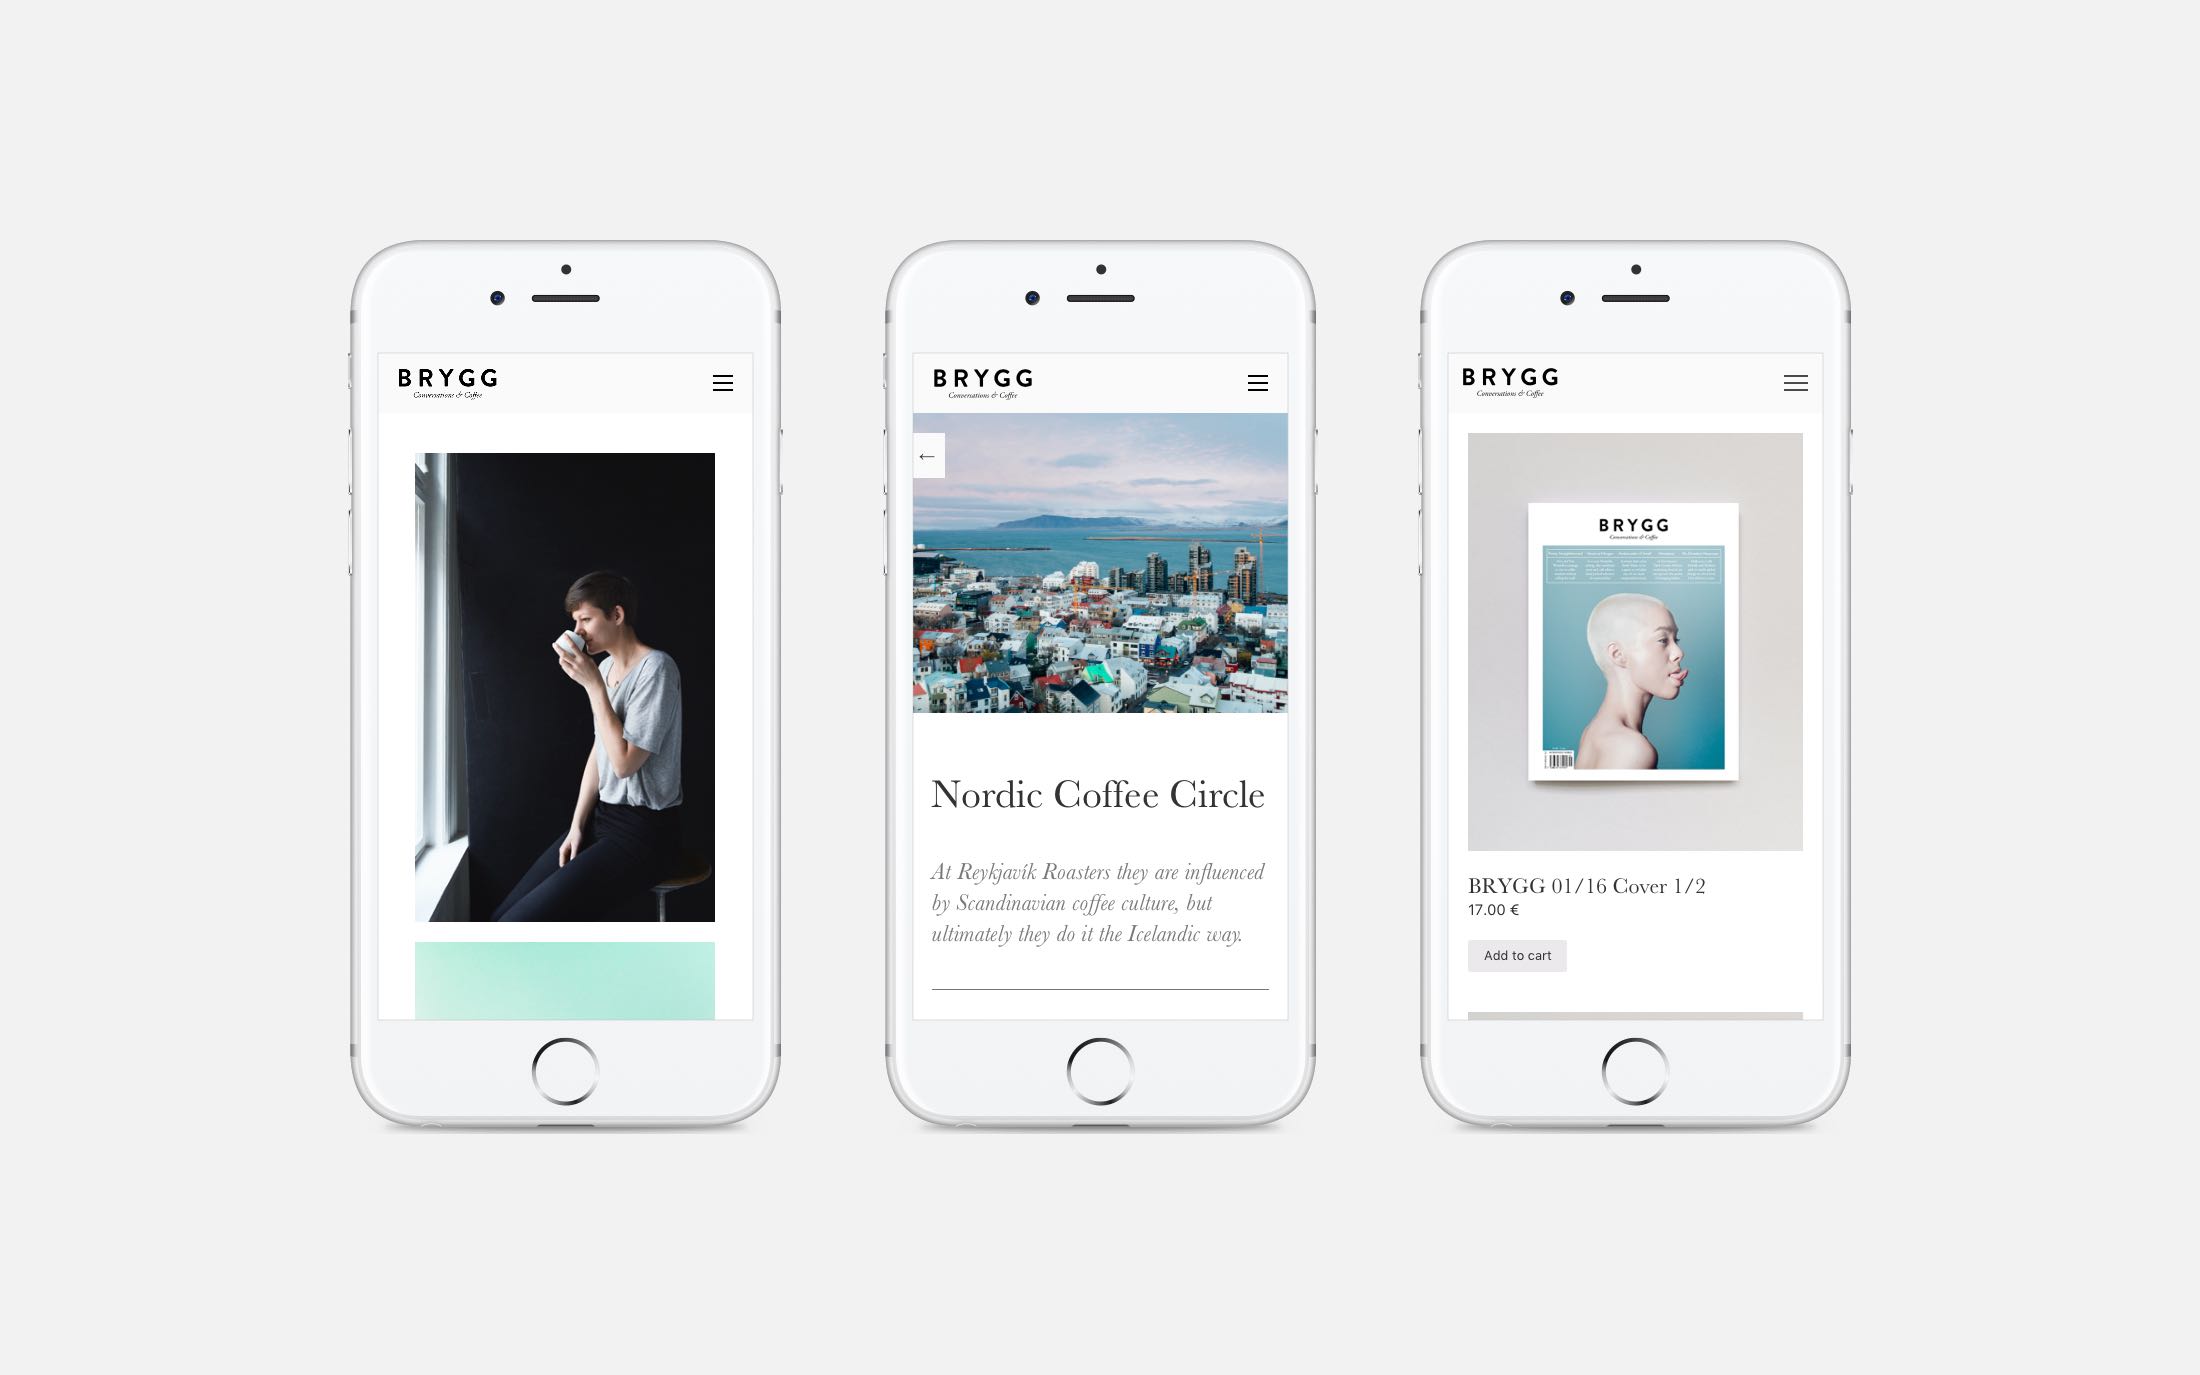 BRYGG
Conversations & Coffee
BRYGG
Conversations & Coffee
←
Nordic Coffee Circle
At Reykjavík Roasters they are influenced
by Scandinavian coffee culture, but
ultimately they do it the Icelandic way.
BRYGG
Conversations & Coffee
BRYGG
Conversations & Coffee
BRYGG 01/16 Cover 1/2
17.00 €
Add to cart